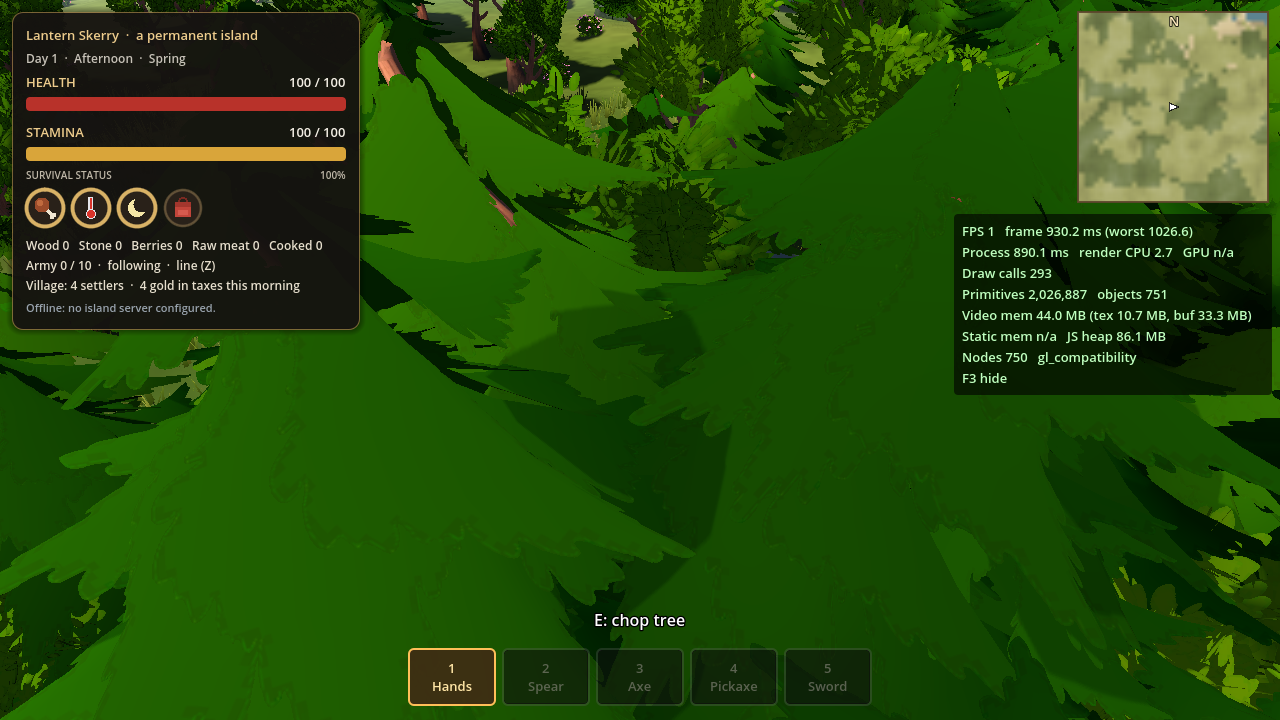 Lantern Skerry · a permanent island
Day 1 · Afternoon · Spring
HEALTH 100 / 100
STAMINA 100 / 100
SURVIVAL STATUS 100%
Wood 0 Stone 0 Berries 0 Raw meat 0 Cooked 0
Army 0 / 10 · following · line (Z)
Village: 4 settlers · 4 gold in taxes this morning
Offline: no island server configured.
N
FPS 1 frame 930.2 ms (worst 1026.6)
Process 890.1 ms render CPU 2.7 GPU n/a
Draw calls 293
Primitives 2,026,887 objects 751
Video mem 44.0 MB (tex 10.7 MB, buf 33.3 MB)
Static mem n/a JS heap 86.1 MB
Nodes 750 gl_compatibility
F3 hide
E: chop tree
1 2 3 4 5
Hands Spear Axe Pickaxe Sword